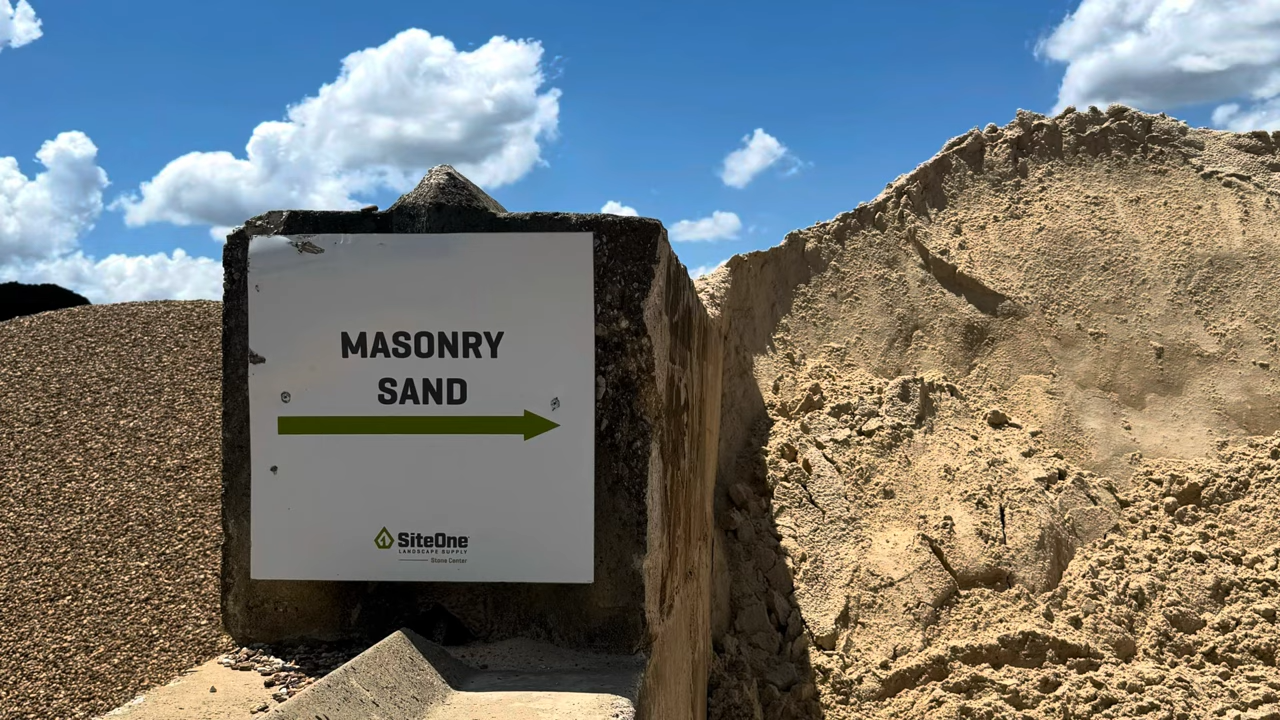 MASONRY
SAND
SiteOne
LANDSCAPE SUPPLY
Stone Center